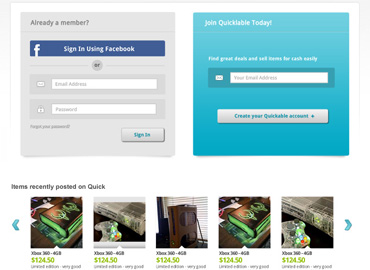 Already a member?
f Sign In Using Facebook
or
Email Address
Password
Forgot your password?
Sign In
Join Quicklable Today!
Find great deals and sell items for cash easily
Your Email Address
Create your Quickable account +
Items recently posted on Quick
Xbox 360 - 4GB
$124.50
Limited edition - very good
Xbox 360 - 4GB
$124.50
Limited edition - very good
Xbox 360 - 4GB
$124.50
Limited edition - very good
Xbox 360 - 4GB
$124.50
Limited edition - very good
Xbox 360 - 4GB
$124.50
Limited edition - very good